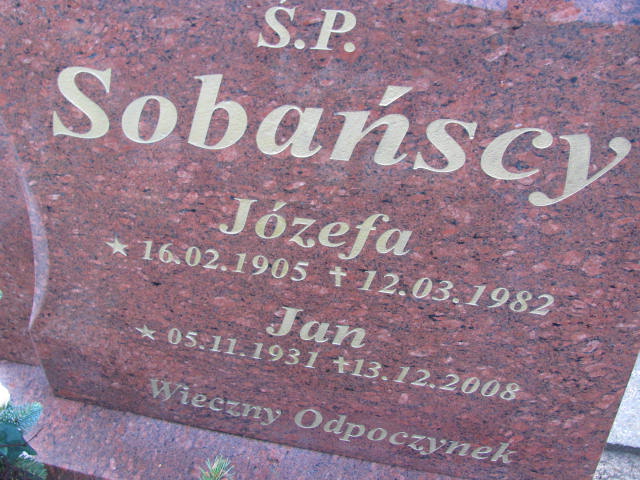 Ś.P.
Sobańscy
Józefa
★ 16.02.1905 ✝ 12.03.1982
Jan
★ 05.11.1931 ✝13.12.2008
Wieczny Odpoczynek